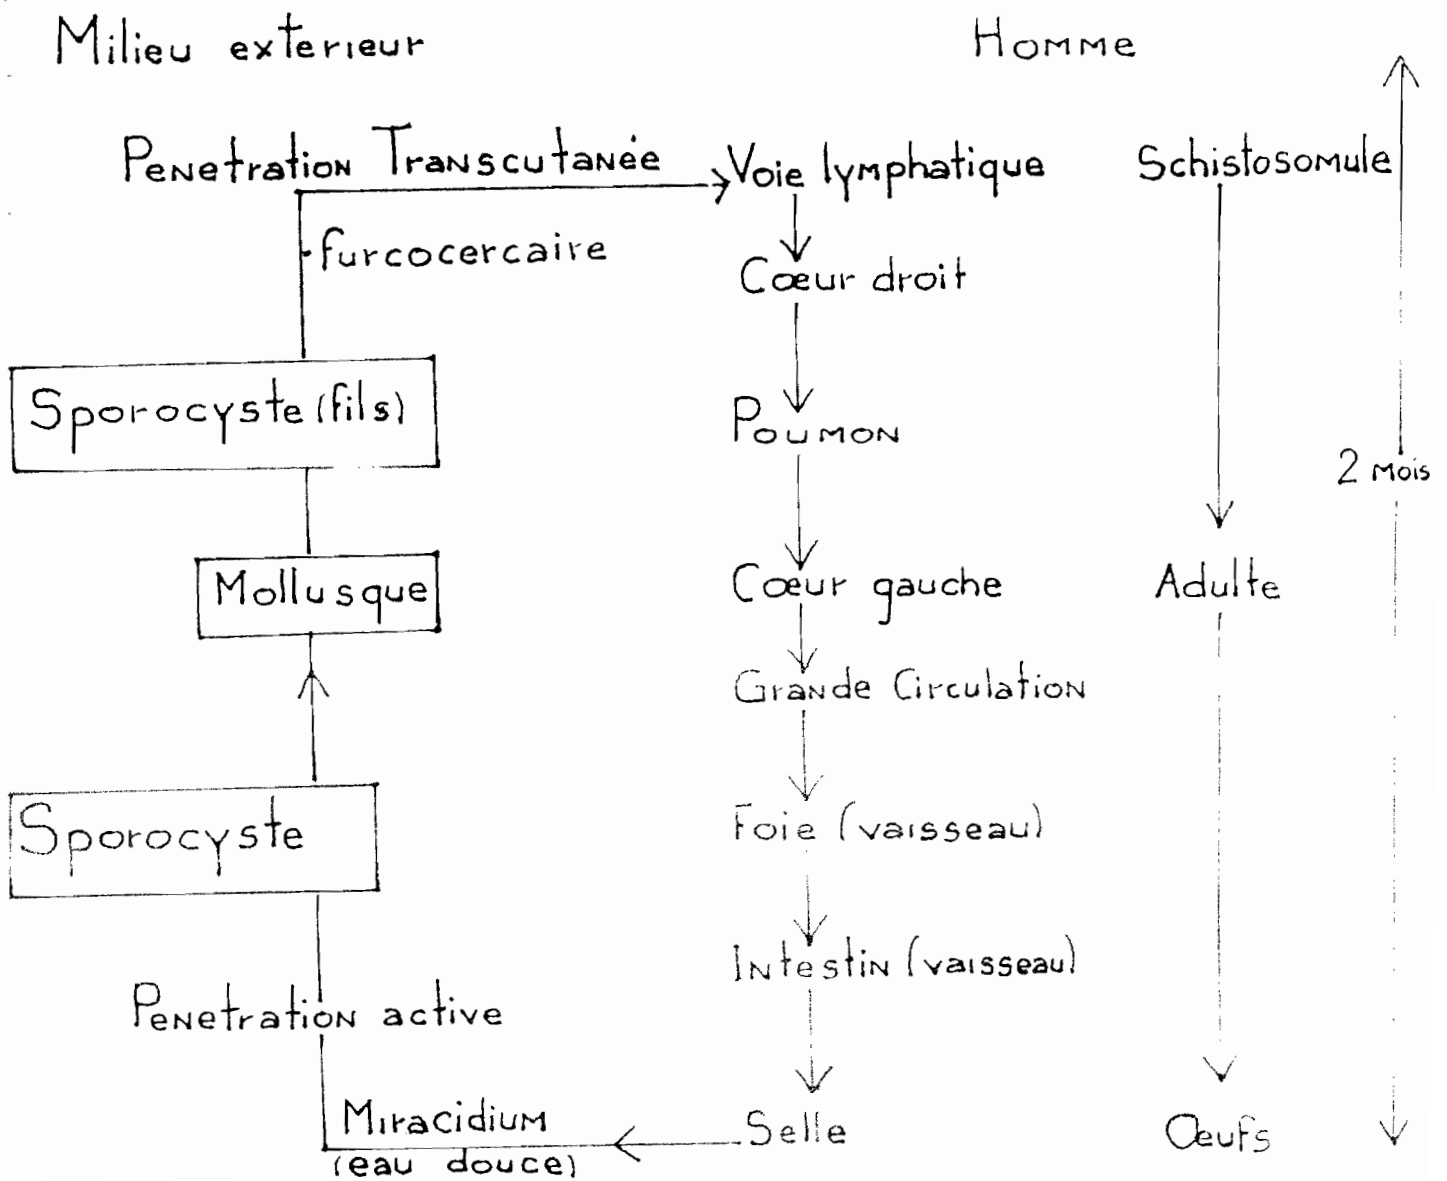 Milieu exterieur
Homme
Penetration Transcutanée
Voie lymphatique
Schistosomule
furcocercaire
Cœur droit
Sporocyste (fils)
Poumon
2 mois
Mollusque
Cœur gauche
Adulte
Grande Circulation
Sporocyste
Foie (vaisseau)
Intestin (vaisseau)
Penetration active
Miracidium
(eau douce)
Selle
Œufs